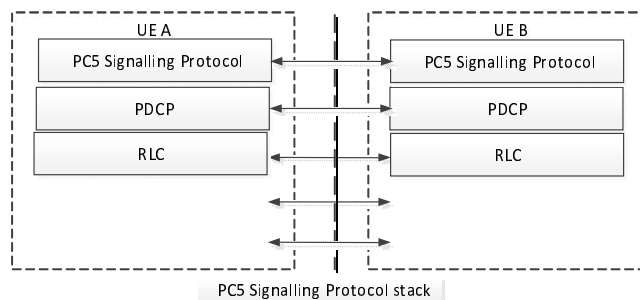 UE A
UE B
PC5 Signalling Protocol
PC5 Signalling Protocol
PDCP
PDCP
RLC
RLC
PC5 Signalling Protocol stack